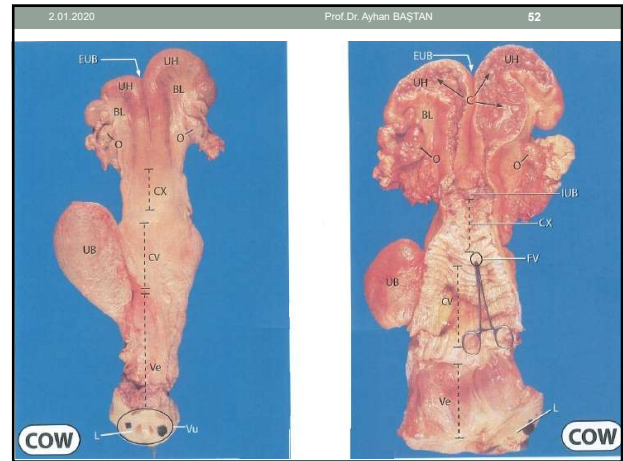 2.01.2020 Prof.Dr. Ayhan BAŞTAN 52
EUB
UH
UH
BL
BL
O
O
CX
UB
CV
Ve
L
Vu
COW
EUB
UH
UH
C
BL
O
O
IUB
CX
FV
UB
CV
Ve
L
COW